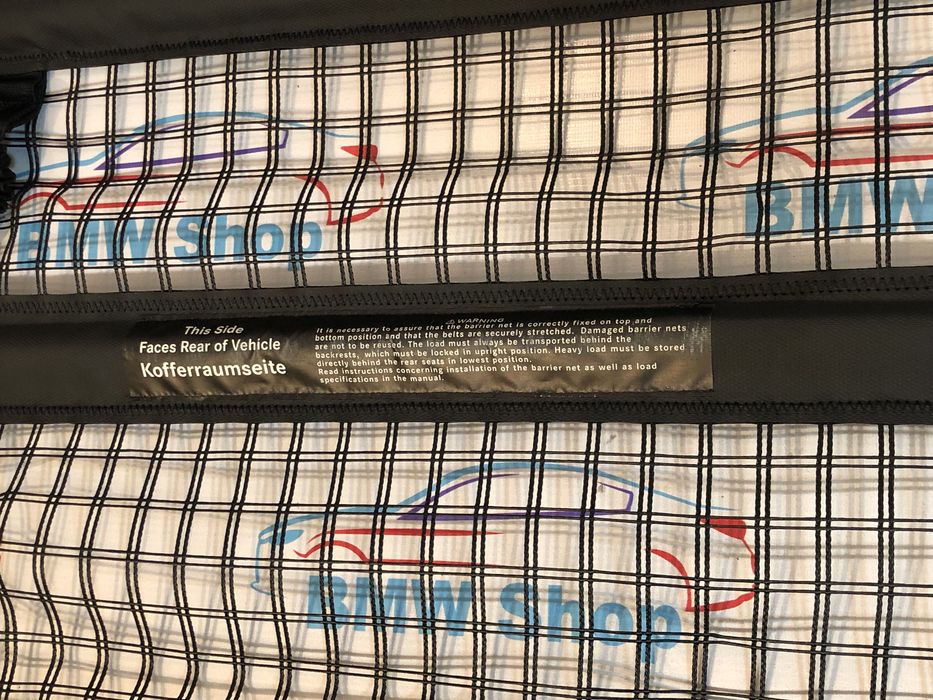 BMW Shop
BMW
This Side
Faces Rear of Vehicle
Kofferraumseite
⚠ WARNING
It is necessary to assure that the barrier net is correctly fixed on top and
bottom position and that the belts are securely stretched. Damaged barrier nets
are not to be reused. The load must always be transported behind the
backrests, which must be locked in upright position. Heavy load must be stored
directly behind the rear seats in lowest position.
Read instructions concerning installation of the barrier net as well as load
specifications in the manual.
BMW Shop